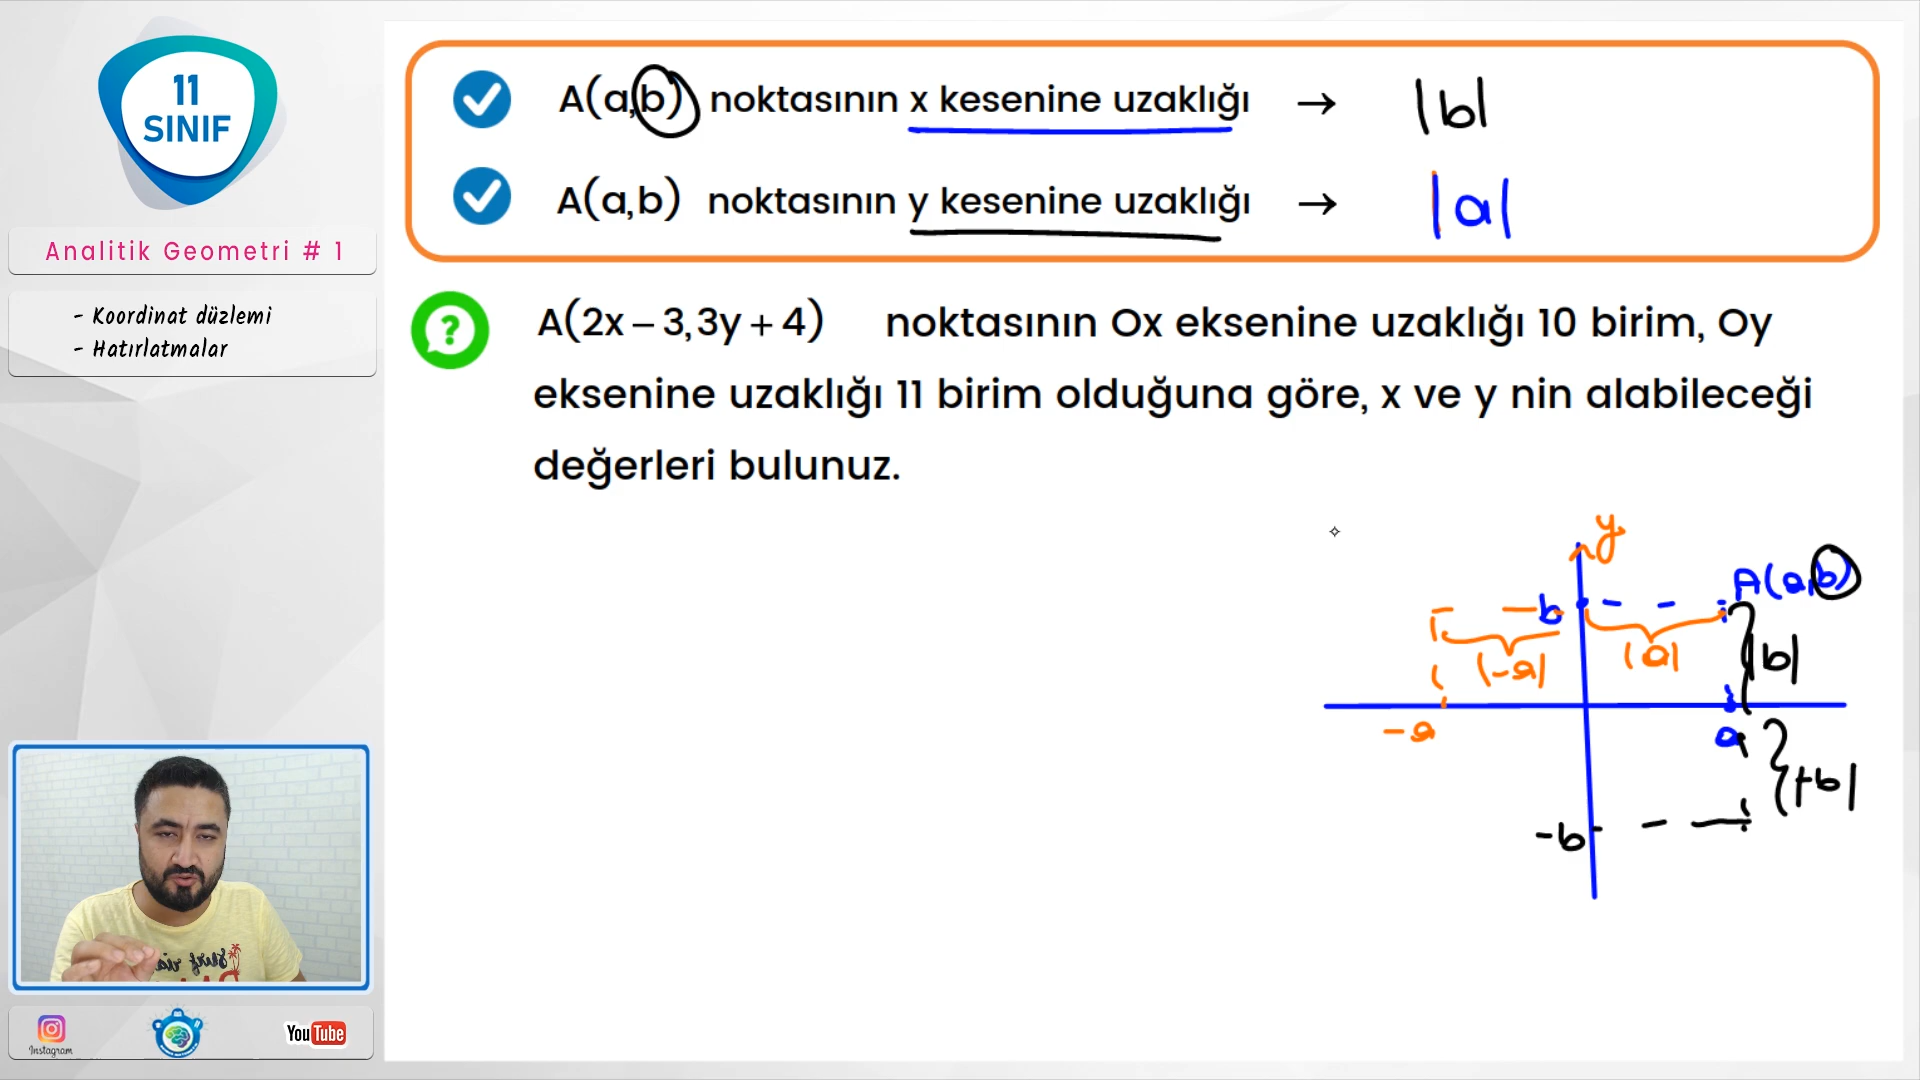 11
SINIF
Analitik Geometri # 1
- Koordinat düzlemi
- Hatırlatmalar
A(a,b) noktasının x kesenine uzaklığı → |b|
A(a,b) noktasının y kesenine uzaklığı → |a|
A(2x – 3, 3y + 4) noktasının Ox eksenine uzaklığı 10 birim, Oy
eksenine uzaklığı 11 birim olduğuna göre, x ve y nin alabileceği
değerleri bulunuz.
y
A(a,b)
b
|-a| |a| |b|
-a a
|-b|
-b
Instagram
YouTube